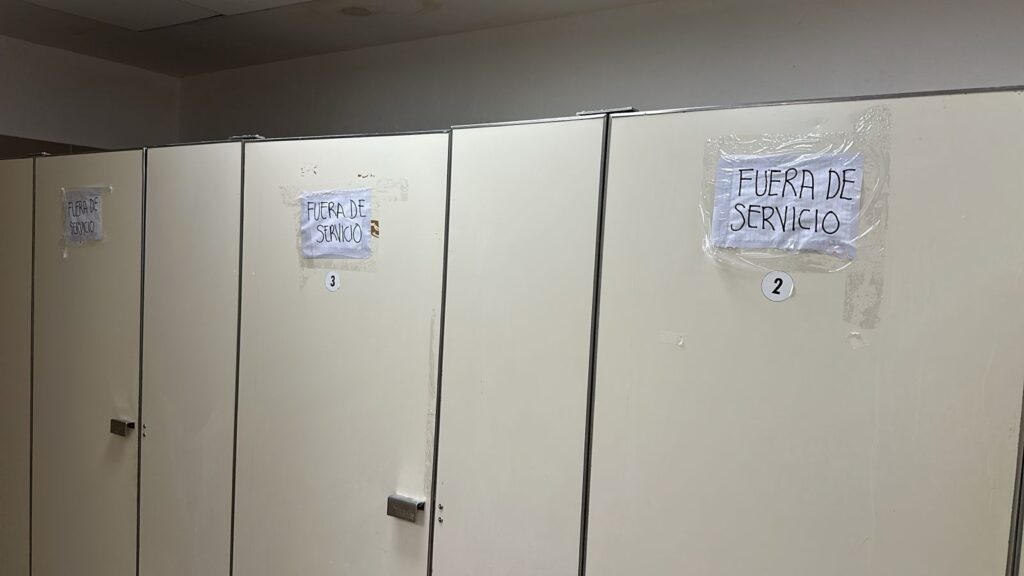 FUERA DE
SERVICIO
FUERA DE
SERVICIO
3
FUERA DE
SERVICIO
2